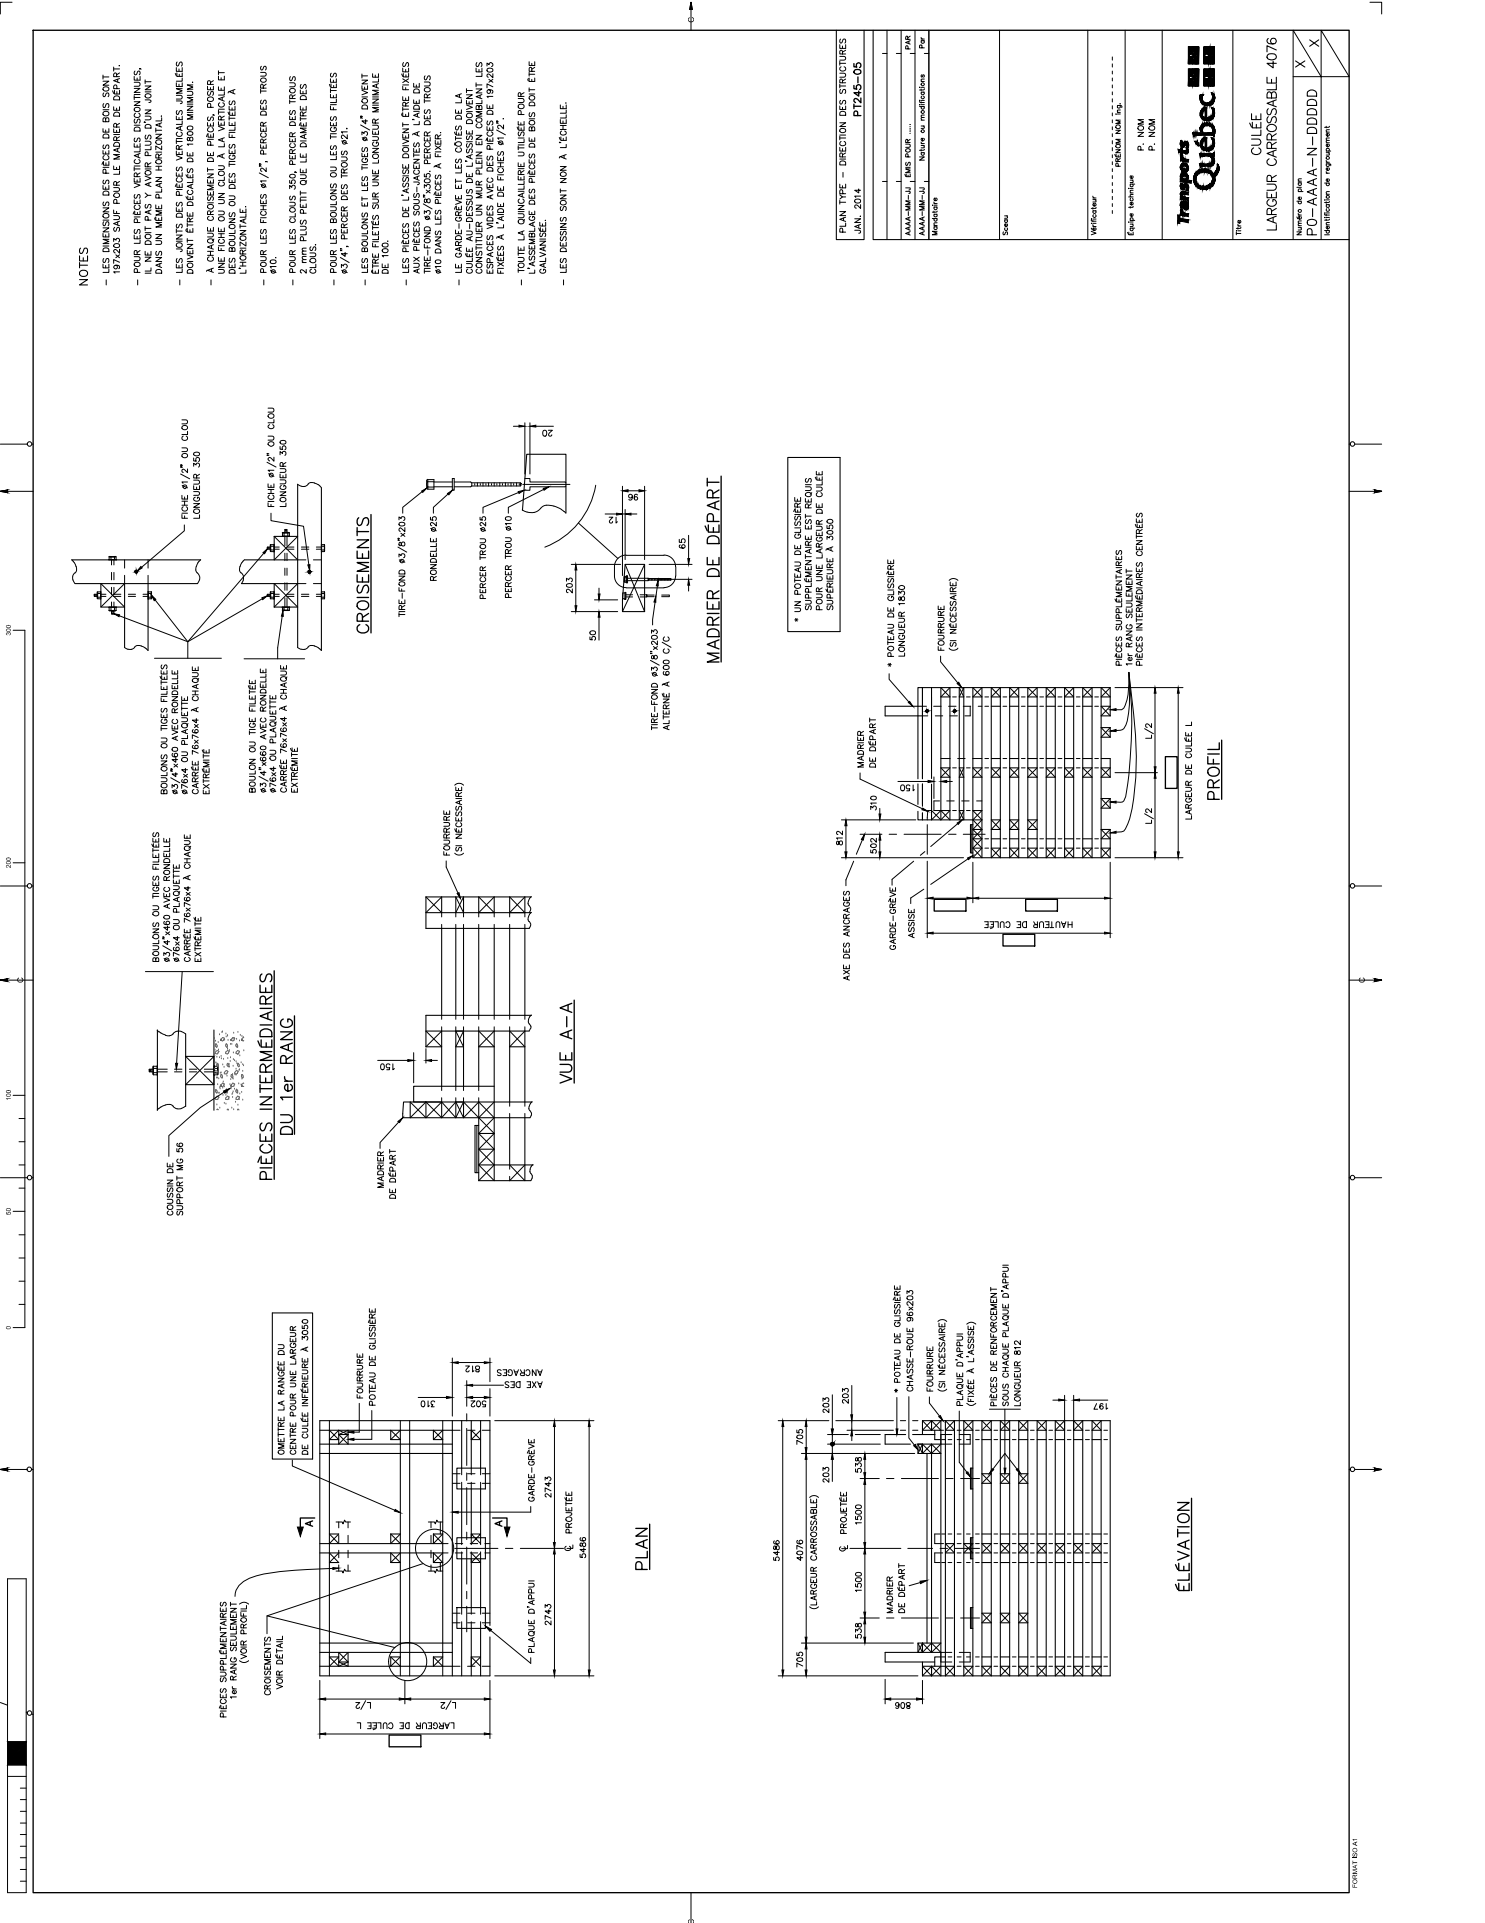 NOTES
– LES DIMENSIONS DES PIÈCES DE BOIS SONT
197x203 SAUF POUR LE MADRIER DE DÉPART.
– POUR LES PIÈCES VERTICALES DISCONTINUES,
IL NE DOIT PAS Y AVOIR PLUS D'UN JOINT
DANS UN MÊME PLAN HORIZONTAL.
– LES JOINTS DES PIÈCES VERTICALES JUMELÉES
DOIVENT ÊTRE DÉCALÉS DE 1800 MINIMUM.
– À CHAQUE CROISEMENT DE PIÈCES, POSER
UNE FICHE OU UN CLOU À LA VERTICALE ET
DES BOULONS OU DES TIGES FILETÉES À
L'HORIZONTALE.
– POUR LES FICHES ø1/2", PERCER DES TROUS
ø10.
– POUR LES CLOUS 350, PERCER DES TROUS
2 mm PLUS PETIT QUE LE DIAMÈTRE DES
CLOUS.
– POUR LES BOULONS OU LES TIGES FILETÉES
ø3/4", PERCER DES TROUS ø21.
– LES BOULONS ET LES TIGES ø3/4" DOIVENT
ÊTRE FILETÉS SUR UNE LONGUEUR MINIMALE
DE 100.
– LES PIÈCES DE L'ASSISE DOIVENT ÊTRE FIXÉES
AUX PIÈCES SOUS-JACENTES À L'AIDE DE
TIRE-FOND ø3/8"x305. PERCER DES TROUS
ø10 DANS LES PIÈCES À FIXER.
– LE GARDE-GRÈVE ET LES CÔTÉS DE LA
CULÉE AU-DESSUS DE L'ASSISE DOIVENT
CONSTITUER UN MUR PLEIN EN COMBLANT LES
ESPACES VIDES AVEC DES PIÈCES DE 197x203
FIXÉES À L'AIDE DE FICHES ø1/2".
– TOUTE LA QUINCAILLERIE UTILISÉE POUR
L'ASSEMBLAGE DES PIÈCES DE BOIS DOIT ÊTRE
GALVANISÉE.
– LES DESSINS SONT NON À L'ÉCHELLE.
PLAN TYPE – DIRECTION DES STRUCTURES
JAN. 2014 PT245-05
AAAA-MM-JJ ÉMIS POUR ..... PAR
AAAA-MM-JJ Nature ou modifications Par
Mandataire
Sceau
Vérificateur
PRÉNOM NOM ing.
Équipe technique
P. NOM
P. NOM
Transports
Québec
Titre
CULÉE
LARGEUR CARROSSABLE 4076
Numéro de plan
PO-AAAA-N-DDDDD
X
X
Identification de regroupement
FICHE ø1/2" OU CLOU
LONGUEUR 350
FICHE ø1/2" OU CLOU
LONGUEUR 350
BOULONS OU TIGES FILETÉES
ø3/4"x460 AVEC RONDELLE
ø76x4 OU PLAQUETTE
CARRÉE 76x76x4 À CHAQUE
EXTRÉMITÉ
BOULON OU TIGE FILETÉE
ø3/4"x660 AVEC RONDELLE
ø76x4 OU PLAQUETTE
CARRÉE 76x76x4 À CHAQUE
EXTRÉMITÉ
CROISEMENTS
TIRE-FOND ø3/8"x203
RONDELLE ø25
PERCER TROU ø25
PERCER TROU ø10
20
96
12
203
65
50
TIRE-FOND ø3/8"x203
ALTERNÉ À 600 C/C
MADRIER DE DÉPART
BOULONS OU TIGES FILETÉES
ø3/4"x460 AVEC RONDELLE
ø76x4 OU PLAQUETTE
CARRÉE 76x76x4 À CHAQUE
EXTRÉMITÉ
COUSSIN DE
SUPPORT MG 56
PIÈCES INTERMÉDIAIRES
DU 1er RANG
FOURRURE
(SI NÉCESSAIRE)
150
MADRIER
DE DÉPART
VUE A–A
* UN POTEAU DE GLISSIÈRE
SUPPLÉMENTAIRE EST REQUIS
POUR UNE LARGEUR DE CULÉE
SUPÉRIEURE À 3050
* POTEAU DE GLISSIÈRE
LONGUEUR 1830
FOURRURE
(SI NÉCESSAIRE)
MADRIER
DE DÉPART
150
310
812
502
AXE DES ANCRAGES
GARDE-GRÈVE
ASSISE
HAUTEUR DE CULÉE
PIÈCES SUPPLÉMENTAIRES
1er RANG SEULEMENT
PIÈCES INTERMÉDIAIRES CENTRÉES
L/2
L/2
LARGEUR DE CULÉE L
PROFIL
OMETTRE LA RANGÉE DU
CENTRE POUR UNE LARGEUR
DE CULÉE INFÉRIEURE À 3050
FOURRURE
POTEAU DE GLISSIÈRE
310
812
502
AXE DES
ANCRAGES
A
A
GARDE-GRÈVE
PLAQUE D'APPUI
2743
2743
℄ PROJETÉE
5486
PIÈCES SUPPLÉMENTAIRES
1er RANG SEULEMENT
(VOIR PROFIL)
CROISEMENTS
VOIR DÉTAIL
L/2
L/2
LARGEUR DE CULÉE L
PLAN
* POTEAU DE GLISSIÈRE
CHASSE-ROUE 96x203
FOURRURE
(SI NÉCESSAIRE)
PLAQUE D'APPUI
(FIXÉE À L'ASSISE)
PIÈCES DE RENFORCEMENT
SOUS CHAQUE PLAQUE D'APPUI
LONGUEUR 812
197
203
203
203
5486
705
4076
705
(LARGEUR CARROSSABLE)
538
1500
1500
538
℄ PROJETÉE
MADRIER
DE DÉPART
806
ÉLÉVATION
0
50
100
200
300
FORMAT ISO A1